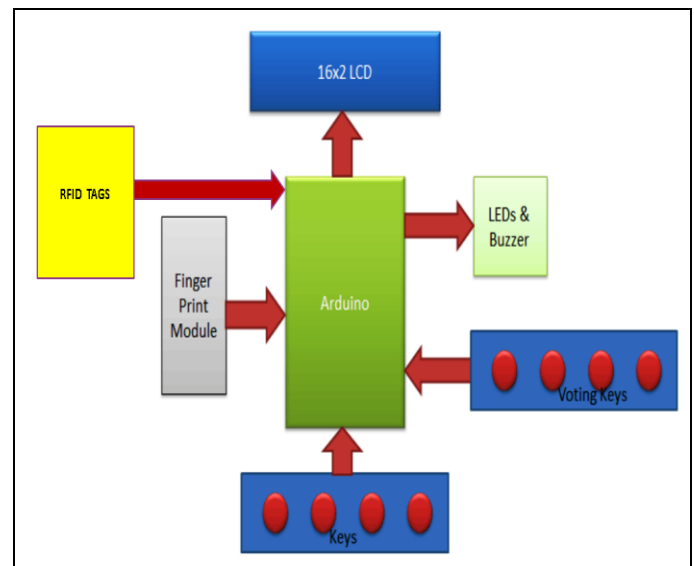 16x2 LCD
RFID TAGS
LEDs &
Buzzer
Finger
Print
Module
Arduino
Voting Keys
Keys